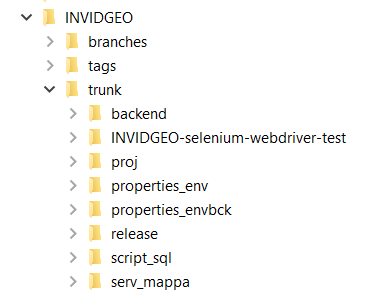 INVIDGEO
branches
tags
trunk
backend
INVIDGEO-selenium-webdriver-test
proj
properties_env
properties_envbck
release
script_sql
serv_mappa